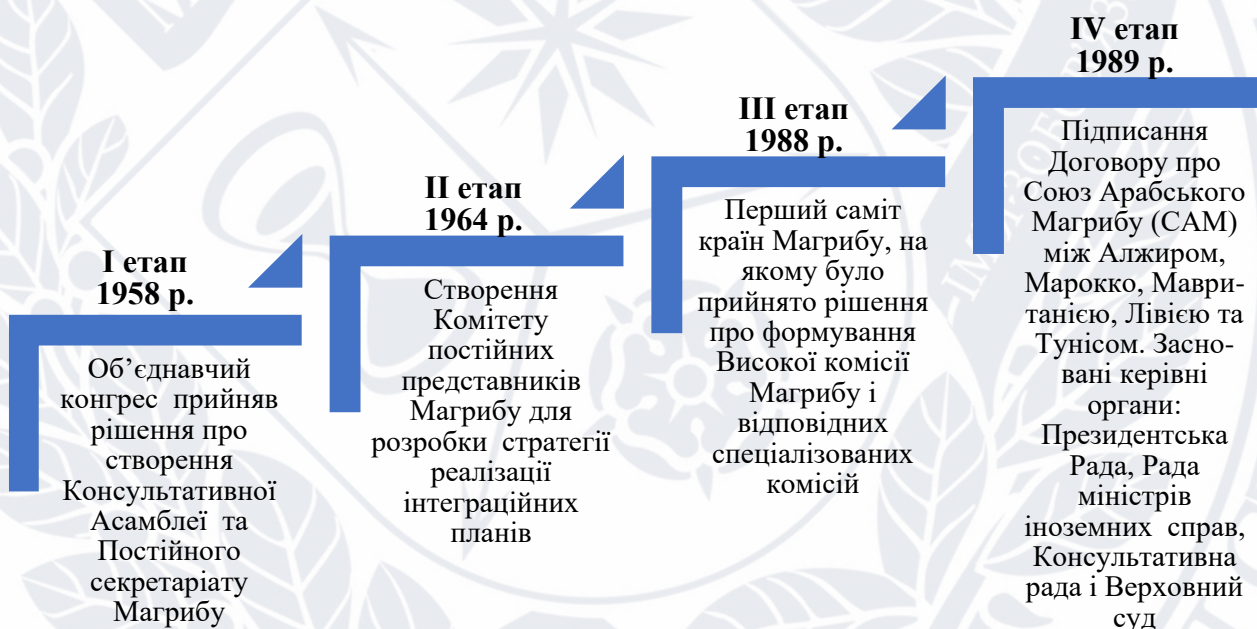 I етап
1958 р.
Об’єднавчий
конгрес прийняв
рішення про
створення
Консультативної
Асамблеї та
Постійного
секретаріату
Магрибу
II етап
1964 р.
Створення
Комітету
постійних
представників
Магрибу для
розробки стратегії
реалізації
інтеграційних
планів
III етап
1988 р.
Перший саміт
країн Магрибу, на
якому було
прийнято рішення
про формування
Високої комісії
Магрибу і
відповідних
спеціалізованих
комісій
IV етап
1989 р.
Підписання
Договору про
Союз Арабського
Магрибу (САМ)
між Алжиром,
Марокко, Маври-
танією, Лівією та
Тунісом. Засно-
вані керівні
органи:
Президентська
Рада, Рада
міністрів
іноземних справ,
Консультативна
рада і Верховний
суд